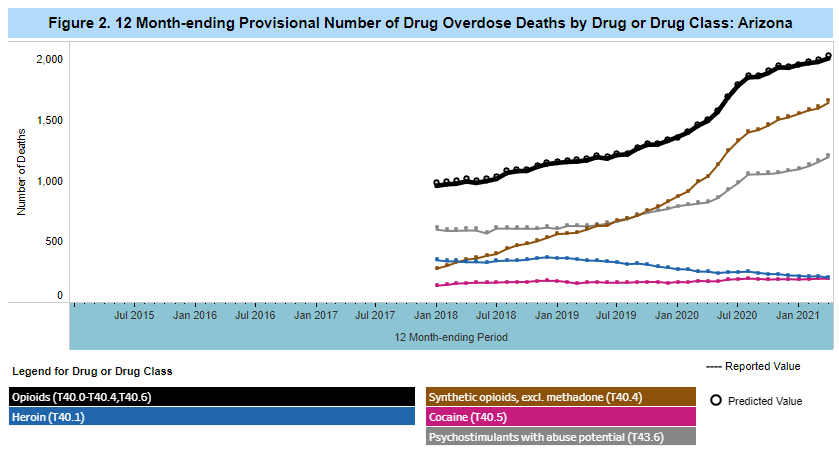 Figure 2. 12 Month-ending Provisional Number of Drug Overdose Deaths by Drug or Drug Class: Arizona
2,000
1,500
1,000
500
0
Number of Deaths
Jul 2015 Jan 2016 Jul 2016 Jan 2017 Jul 2017 Jan 2018 Jul 2018 Jan 2019 Jul 2019 Jan 2020 Jul 2020 Jan 2021
12 Month-ending Period
Legend for Drug or Drug Class
Opioids (T40.0-T40.4,T40.6)
Heroin (T40.1)
Synthetic opioids, excl. methadone (T40.4)
Cocaine (T40.5)
Psychostimulants with abuse potential (T43.6)
Reported Value
Predicted Value